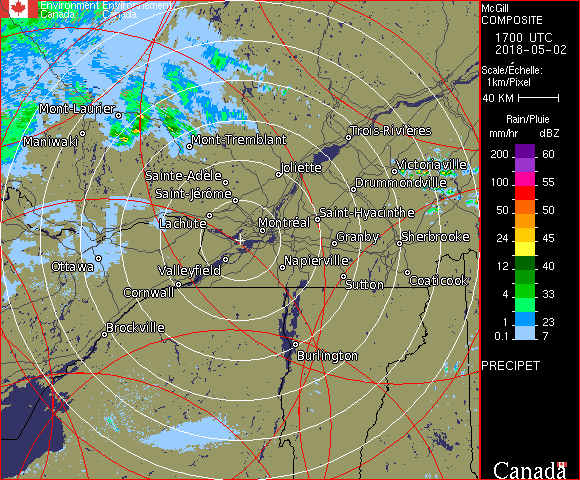 Environment Environnement
Canada Canada
Mont-Laurier
Maniwaki
Mont-Tremblant
Trois-Rivières
Sainte-Adèle
Joliette
Victoriaville
Saint-Jérôme
Drummondville
Lachute
Montréal
Saint-Hyacinthe
Granby
Sherbrooke
Ottawa
Valleyfield
Napierville
Cornwall
Sutton
Coaticook
Brockville
Burlington
McGill
COMPOSITE
1700 UTC
2018-05-02
Scale/Échelle:
1km/Pixel
40 KM
Rain/Pluie
mm/hr dBZ
200 60
100 55
50 50
24 45
12 40
4 33
1 23
0.1 7
PRECIPET
Canada